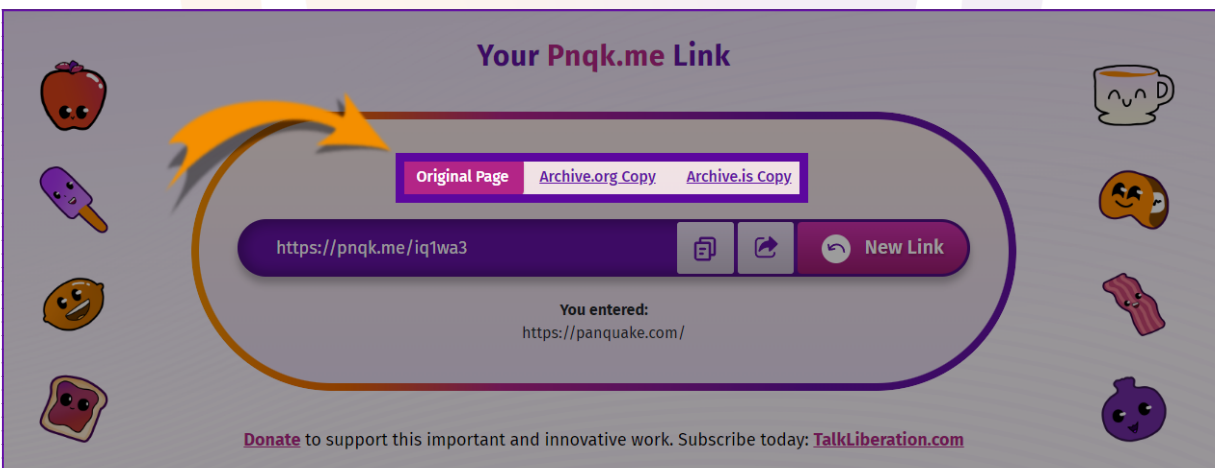 Your Pnqk.me Link
Original Page Archive.org Copy Archive.is Copy
https://pnqk.me/iq1wa3 New Link
You entered:
https://panquake.com/
Donate to support this important and innovative work. Subscribe today: TalkLiberation.com